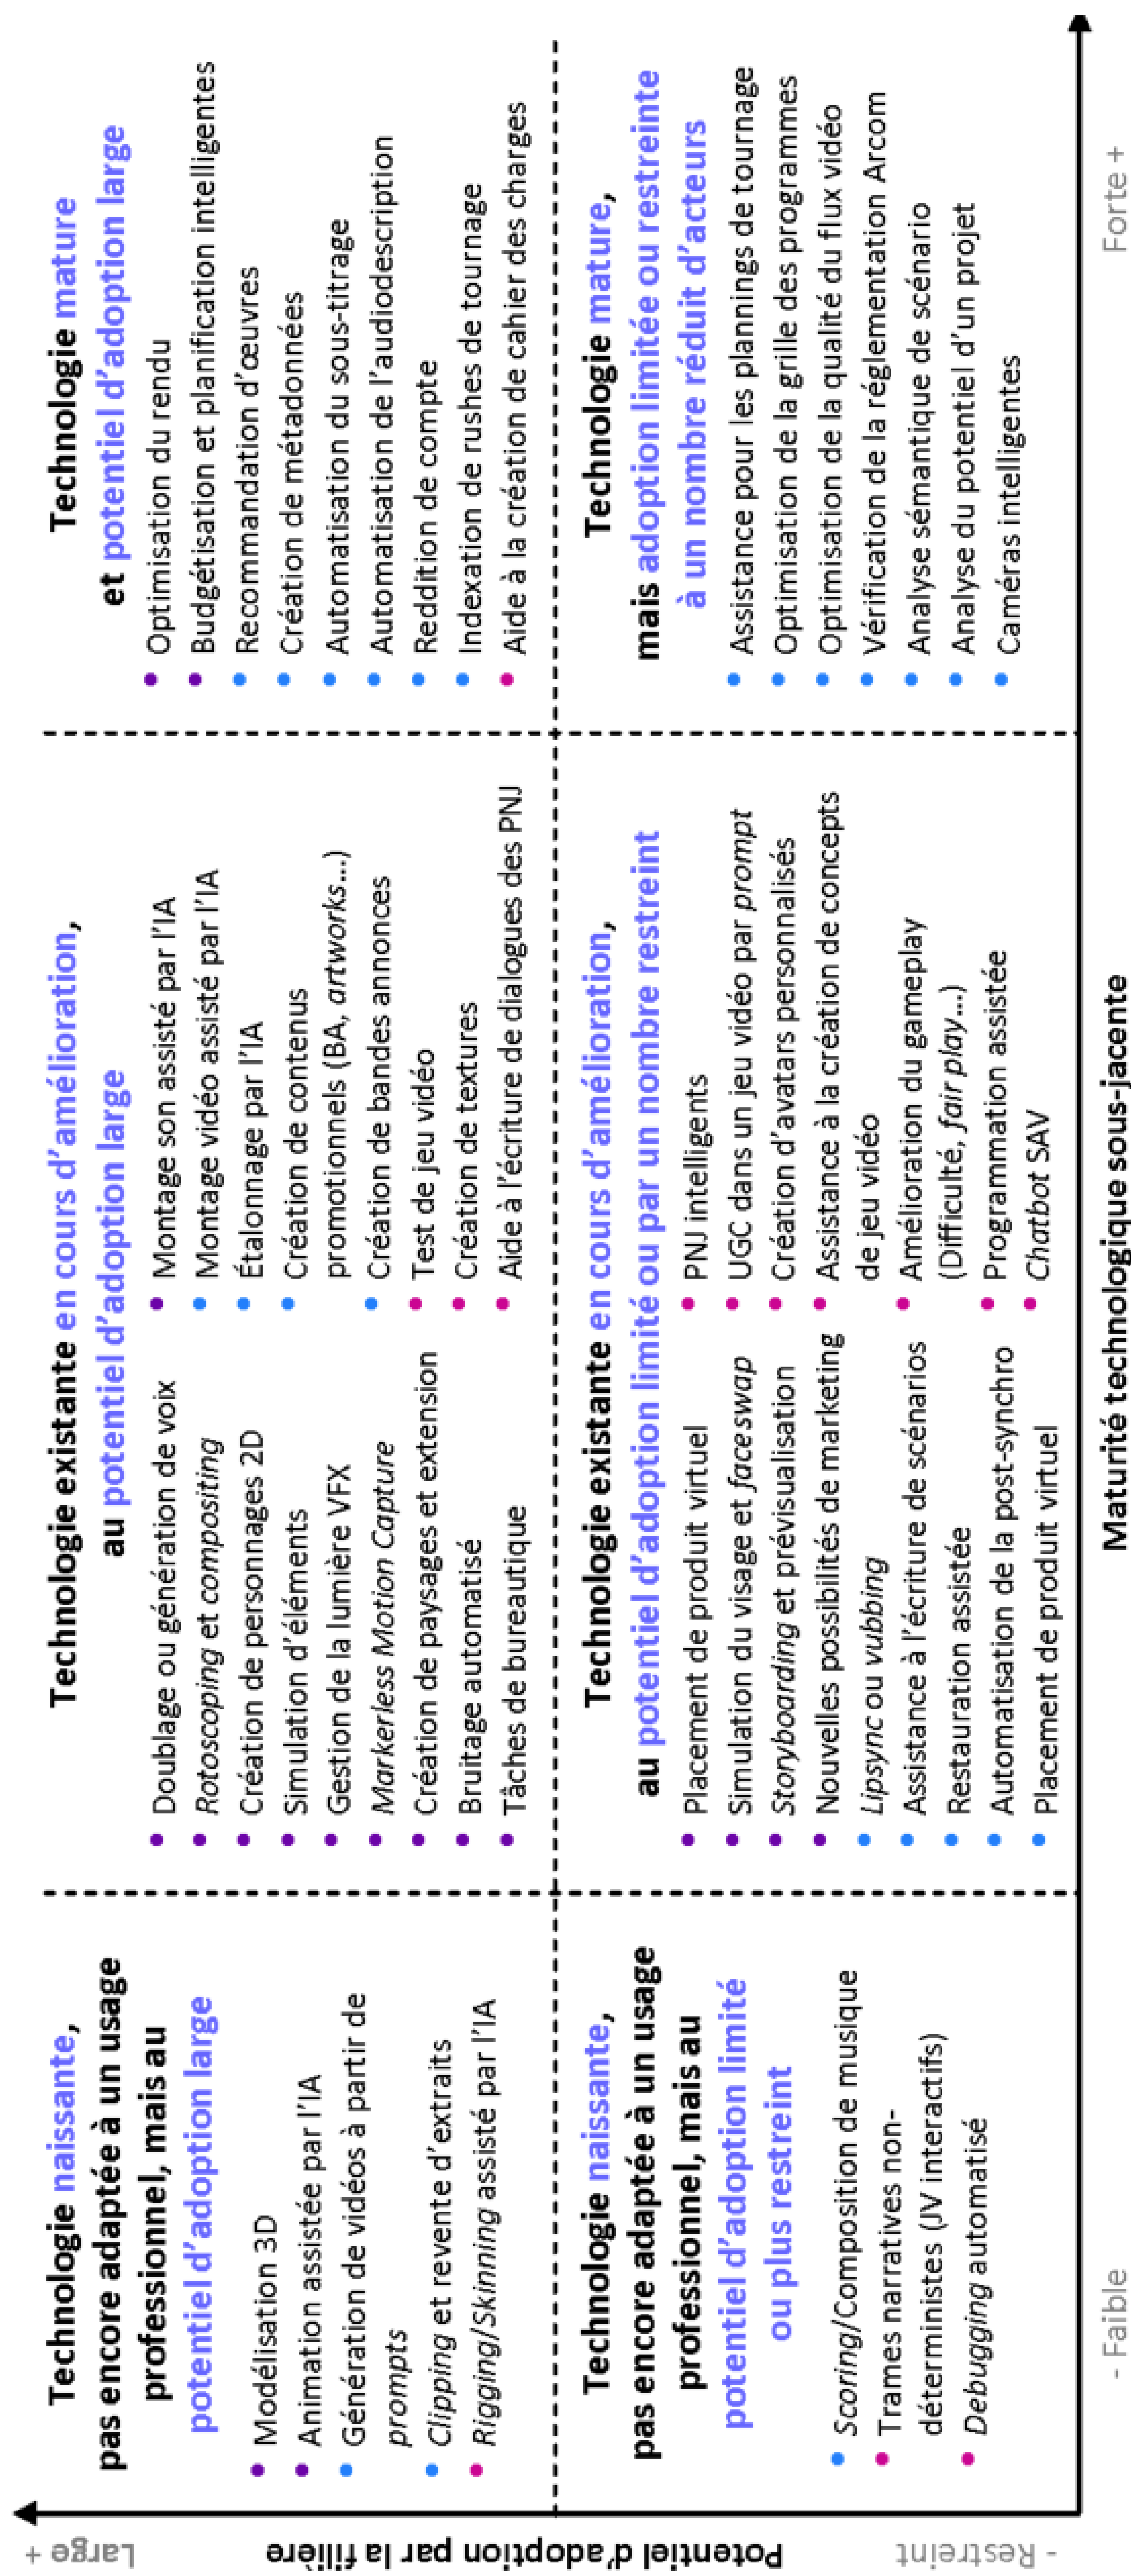 + Large
Potentiel d'adoption par la filière
- Restreint
Technologie naissante,
pas encore adaptée à un usage
professionnel, mais au
potentiel d'adoption large
Modélisation 3D
Animation assistée par l'IA
Génération de vidéos à partir de
prompts
Clipping et revente d'extraits
Rigging/Skinning assisté par l'IA
Technologie existante en cours d'amélioration,
au potentiel d'adoption large
Doublage ou génération de voix
Rotoscoping et compositing
Création de personnages 2D
Simulation d'éléments
Gestion de la lumière VFX
Markerless Motion Capture
Création de paysages et extension
Bruitage automatisé
Tâches de bureautique
Montage son assisté par l'IA
Montage vidéo assisté par l'IA
Étalonnage par l'IA
Création de contenus
promotionnels (BA, artworks...)
Création de bandes annonces
Test de jeu vidéo
Création de textures
Aide à l'écriture de dialogues des PNJ
Technologie mature
et potentiel d'adoption large
Optimisation du rendu
Budgétisation et planification intelligentes
Recommandation d'œuvres
Création de métadonnées
Automatisation du sous-titrage
Automatisation de l'audiodescription
Reddition de compte
Indexation de rushes de tournage
Aide à la création de cahier des charges
Technologie naissante,
pas encore adaptée à un usage
professionnel, mais au
potentiel d'adoption limité
ou plus restreint
Scoring/Composition de musique
Trames narratives non-
déterministes (JV interactifs)
Debugging automatisé
Technologie existante en cours d'amélioration,
au potentiel d'adoption limité ou par un nombre restreint
Placement de produit virtuel
Simulation du visage et face swap
Storyboarding et prévisualisation
Nouvelles possibilités de marketing
Lipsync ou vubbing
Assistance à l'écriture de scénarios
Restauration assistée
Automatisation de la post-synchro
Placement de produit virtuel
PNJ intelligents
UGC dans un jeu vidéo par prompt
Création d'avatars personnalisés
Assistance à la création de concepts
de jeu vidéo
Amélioration du gameplay
(Difficulté, fair play...)
Programmation assistée
Chatbot SAV
Technologie mature,
mais adoption limitée ou restreinte
à un nombre réduit d'acteurs
Assistance pour les plannings de tournage
Optimisation de la grille des programmes
Optimisation de la qualité du flux vidéo
Vérification de la réglementation Arcom
Analyse sémantique de scénario
Analyse du potentiel d'un projet
Caméras intelligentes
- Faible
Maturité technologique sous-jacente
Forte +